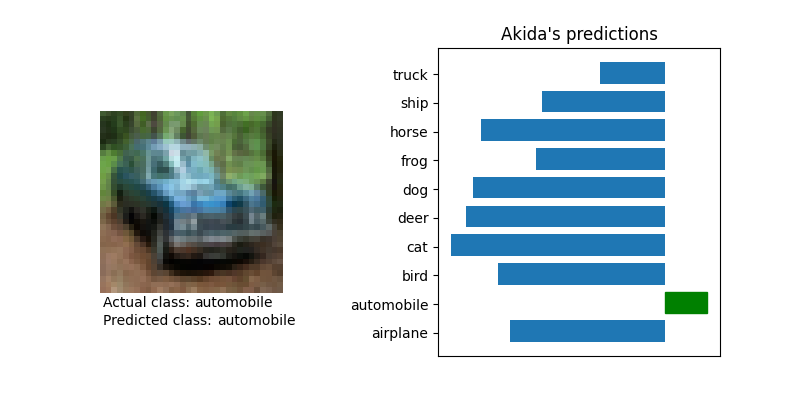 Akida's predictions
truck
ship
horse
frog
dog
deer
cat
bird
automobile
airplane
Actual class: automobile
Predicted class: automobile